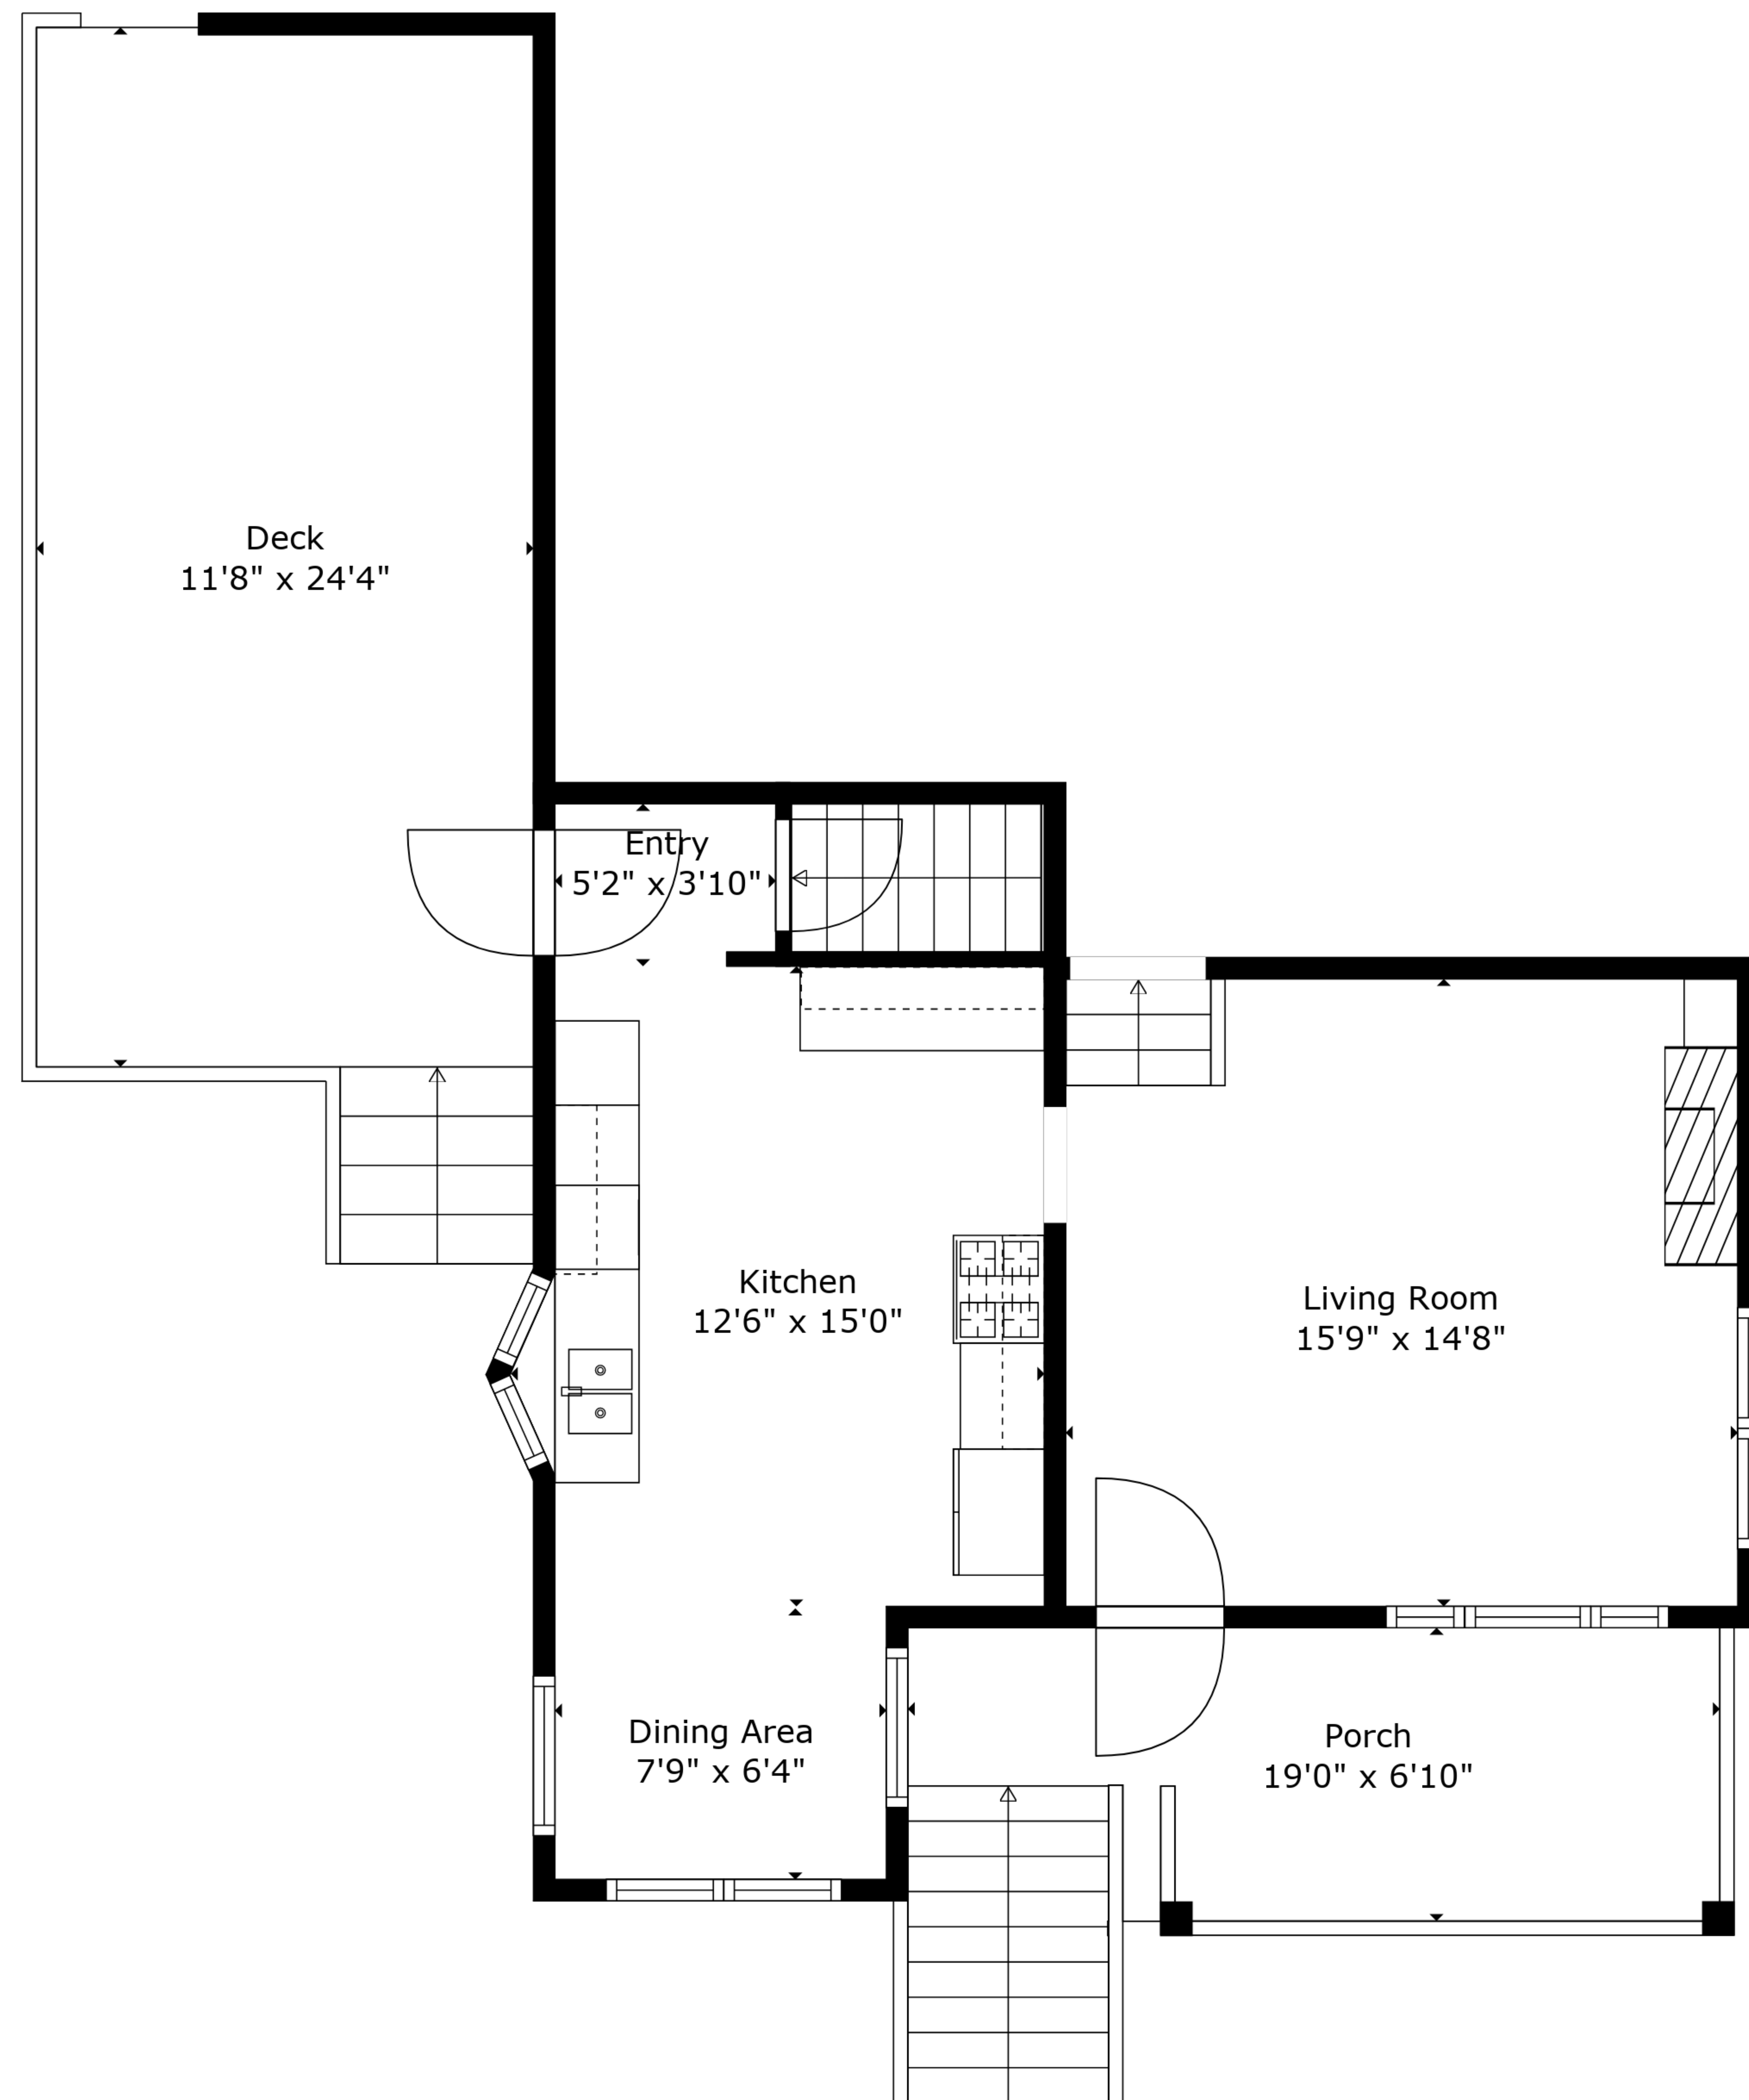 Deck
11'8" x 24'4"
Entry
5'2" x 3'10"
Kitchen
12'6" x 15'0"
Living Room
15'9" x 14'8"
Dining Area
7'9" x 6'4"
Porch
19'0" x 6'10"